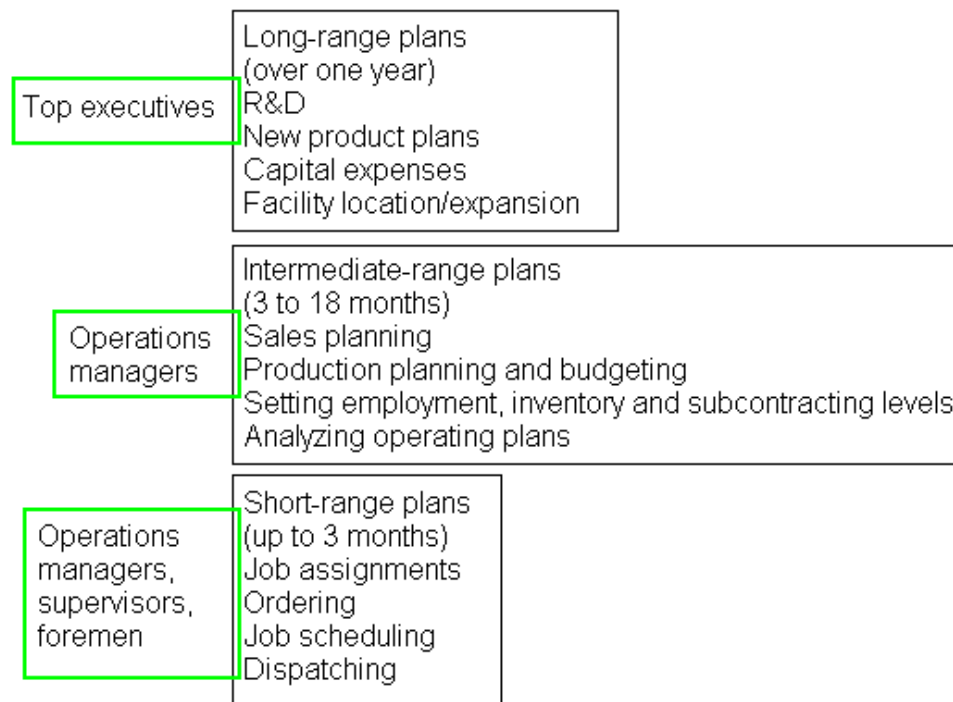 Top executives
Long-range plans
(over one year)
R&D
New product plans
Capital expenses
Facility location/expansion
Operations
managers
Intermediate-range plans
(3 to 18 months)
Sales planning
Production planning and budgeting
Setting employment, inventory and subcontracting levels
Analyzing operating plans
Operations
managers,
supervisors,
foremen
Short-range plans
(up to 3 months)
Job assignments
Ordering
Job scheduling
Dispatching